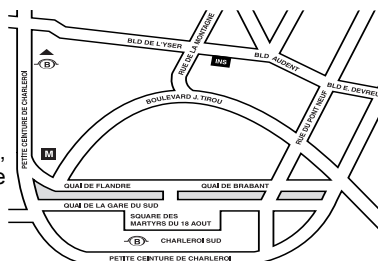 BLD DE L'YSER
RUE DE LA MONTAGNE
INS
BLD AUDENT
BLD E. DEVREU
B
PETITE CEINTURE DE CHARLEROI
BOULEVARD J. TIROU
RUE DU PONT NEUF
M
,
e
QUAI DE FLANDRE
QUAI DE BRABANT
QUAI DE LA GARE DU SUD
SQUARE DES
MARTYRS DU 18 AOUT
B
CHARLEROI SUD
PETITE CEINTURE DE CHARLEROI